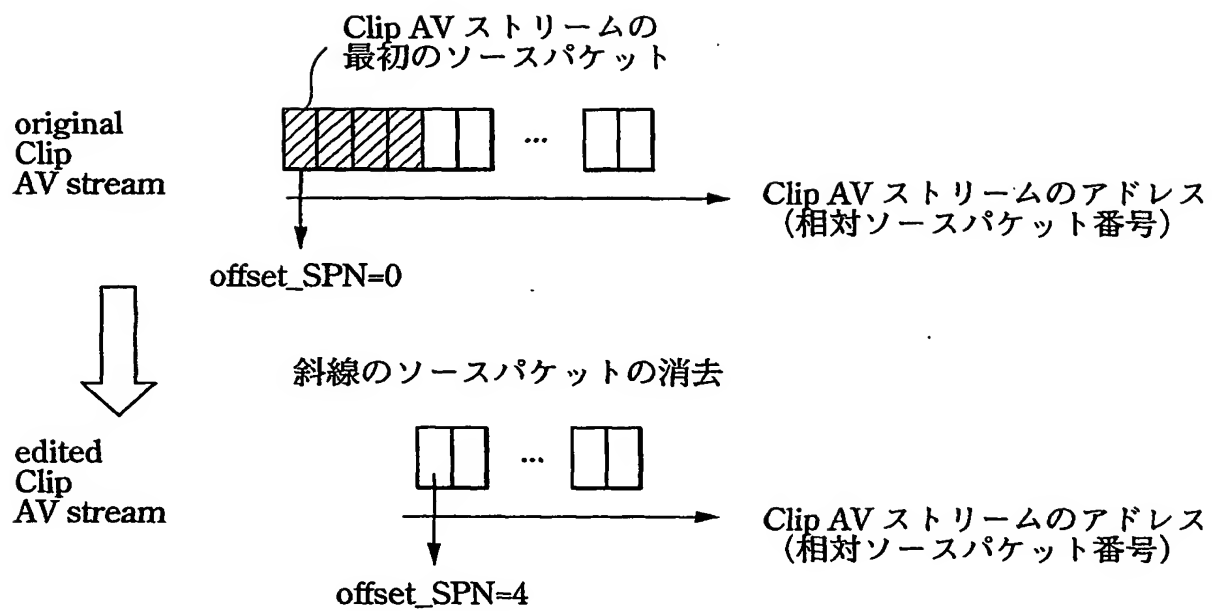 Clip AV ストリームの
最初のソースパケット
original
Clip
AV stream
...
Clip AV ストリームのアドレス
(相対ソースパケット番号)
offset_SPN=0
斜線のソースパケットの消去
edited
Clip
AV stream
...
Clip AV ストリームのアドレス
(相対ソースパケット番号)
offset_SPN=4